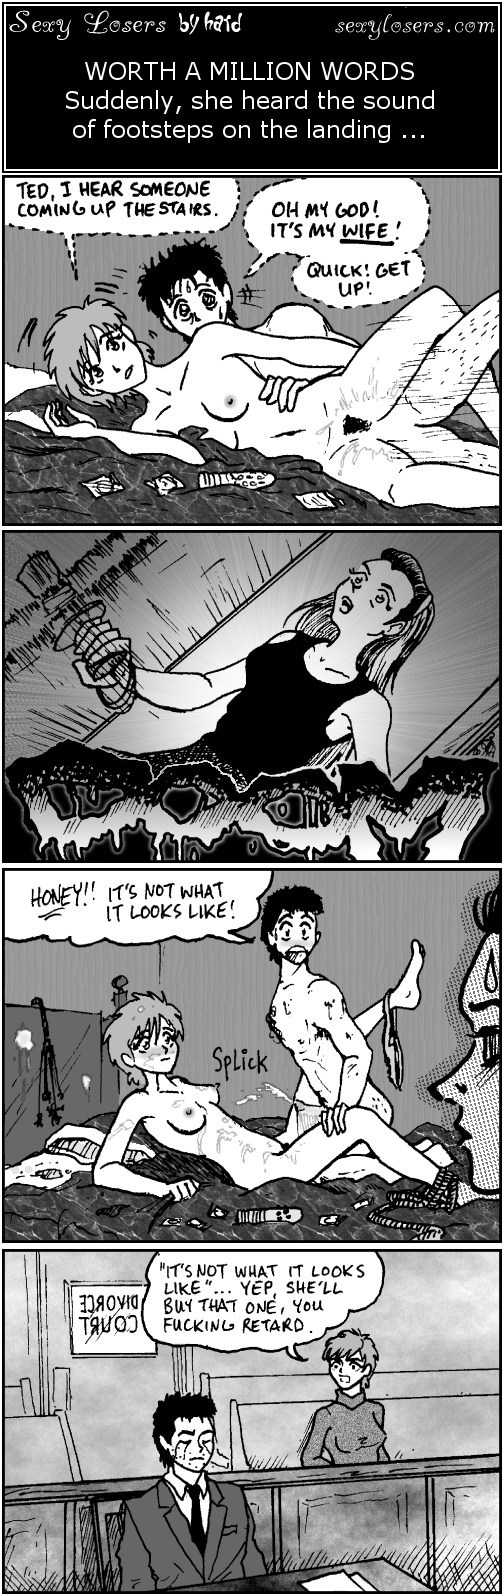 Sexy Losers by hard
sexylosers.com
WORTH A MILLION WORDS
Suddenly, she heard the sound
of footsteps on the landing ...
TED, I HEAR SOMEONE
COMING UP THE STAIRS.
OH MY GOD!
IT'S MY WIFE!
QUICK! GET
UP!
HONEY!! IT'S NOT WHAT
IT LOOKS LIKE!
SPLICK
"IT'S NOT WHAT IT LOOKS
LIKE"... YEP, SHE'LL
BUY THAT ONE, YOU
FUCKING RETARD.
DIVORCE
COURT